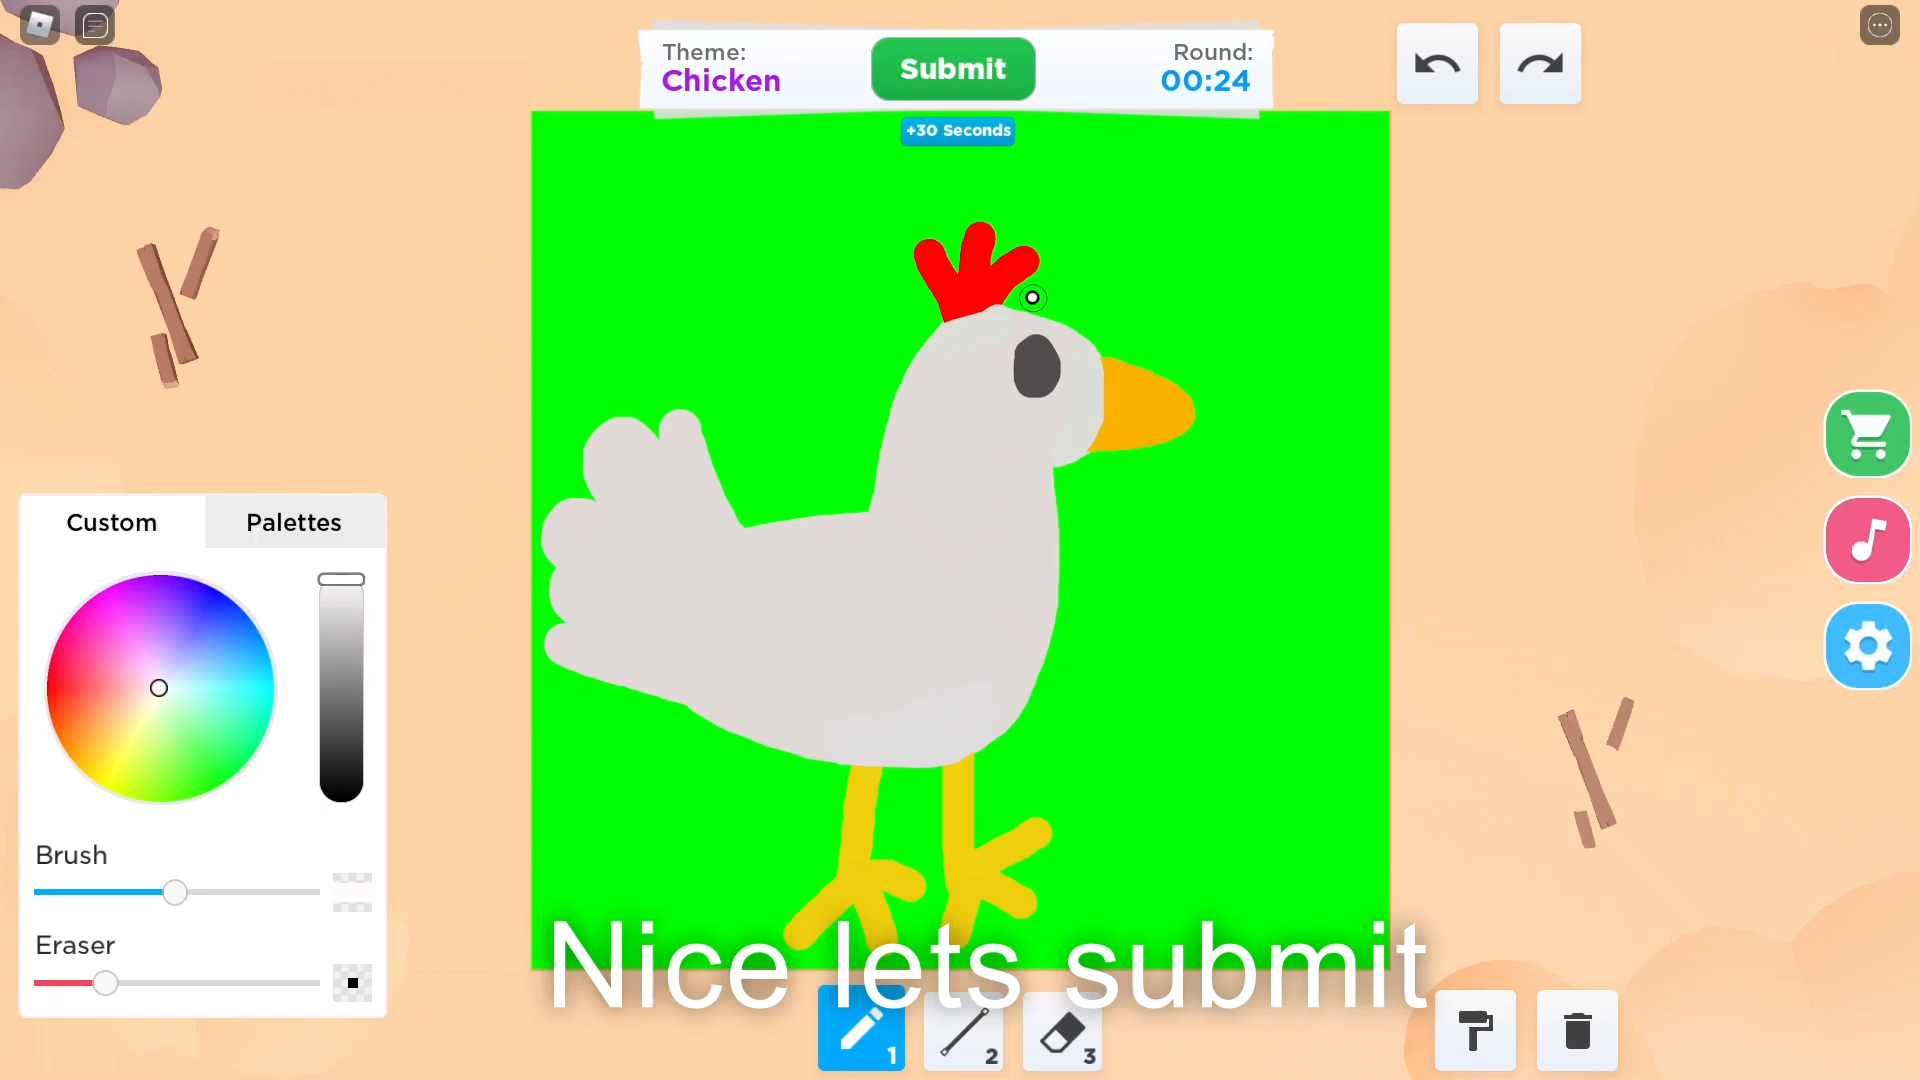 Theme:
Chicken
Submit
Round:
00:24
+30 Seconds
Custom
Palettes
Brush
Eraser
Nice lets submit
1
2
3